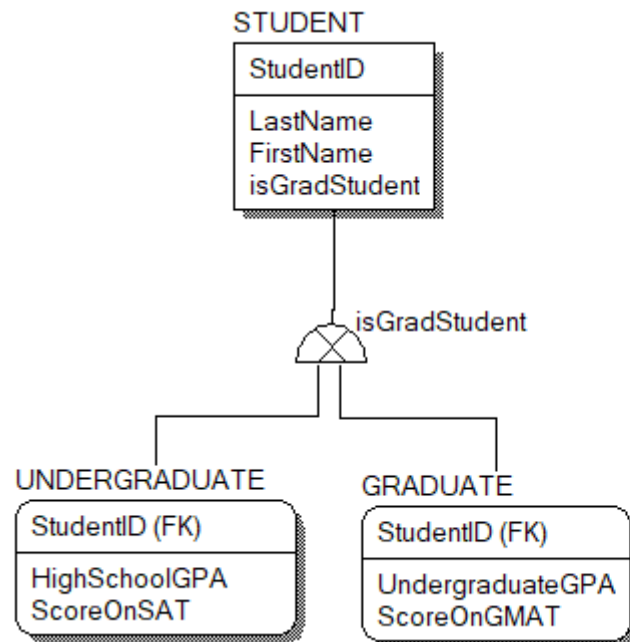 STUDENT
StudentID
LastName
FirstName
isGradStudent
isGradStudent
UNDERGRADUATE
StudentID (FK)
HighSchoolGPA
ScoreOnSAT
GRADUATE
StudentID (FK)
UndergraduateGPA
ScoreOnGMAT